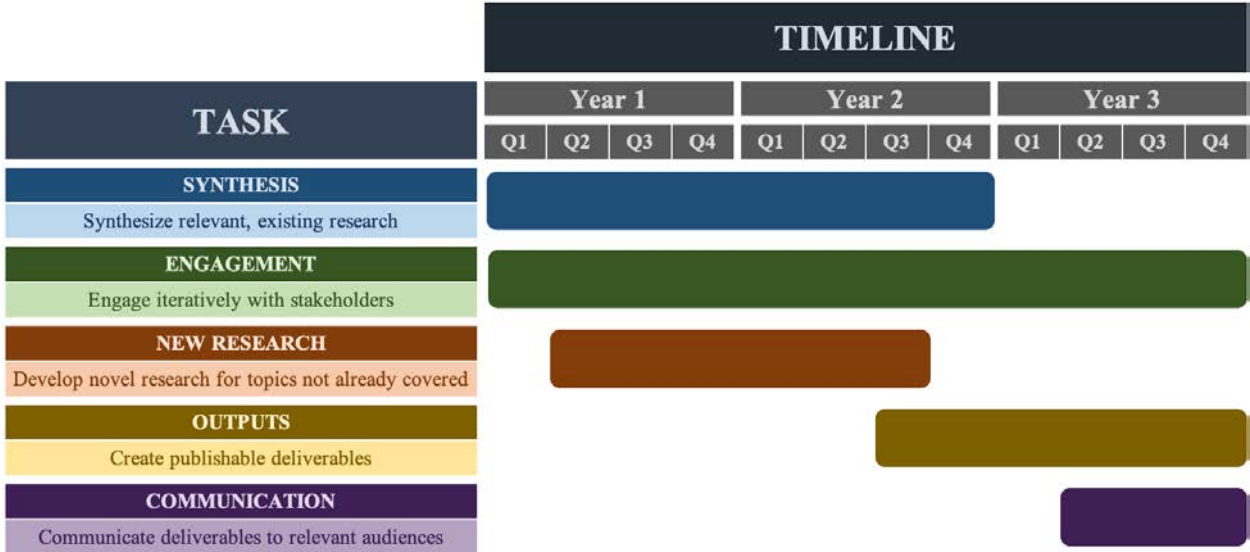 TIMELINE
TASK
Year 1 Year 2 Year 3
Q1 Q2 Q3 Q4 Q1 Q2 Q3 Q4 Q1 Q2 Q3 Q4
SYNTHESIS
Synthesize relevant, existing research
ENGAGEMENT
Engage iteratively with stakeholders
NEW RESEARCH
Develop novel research for topics not already covered
OUTPUTS
Create publishable deliverables
COMMUNICATION
Communicate deliverables to relevant audiences